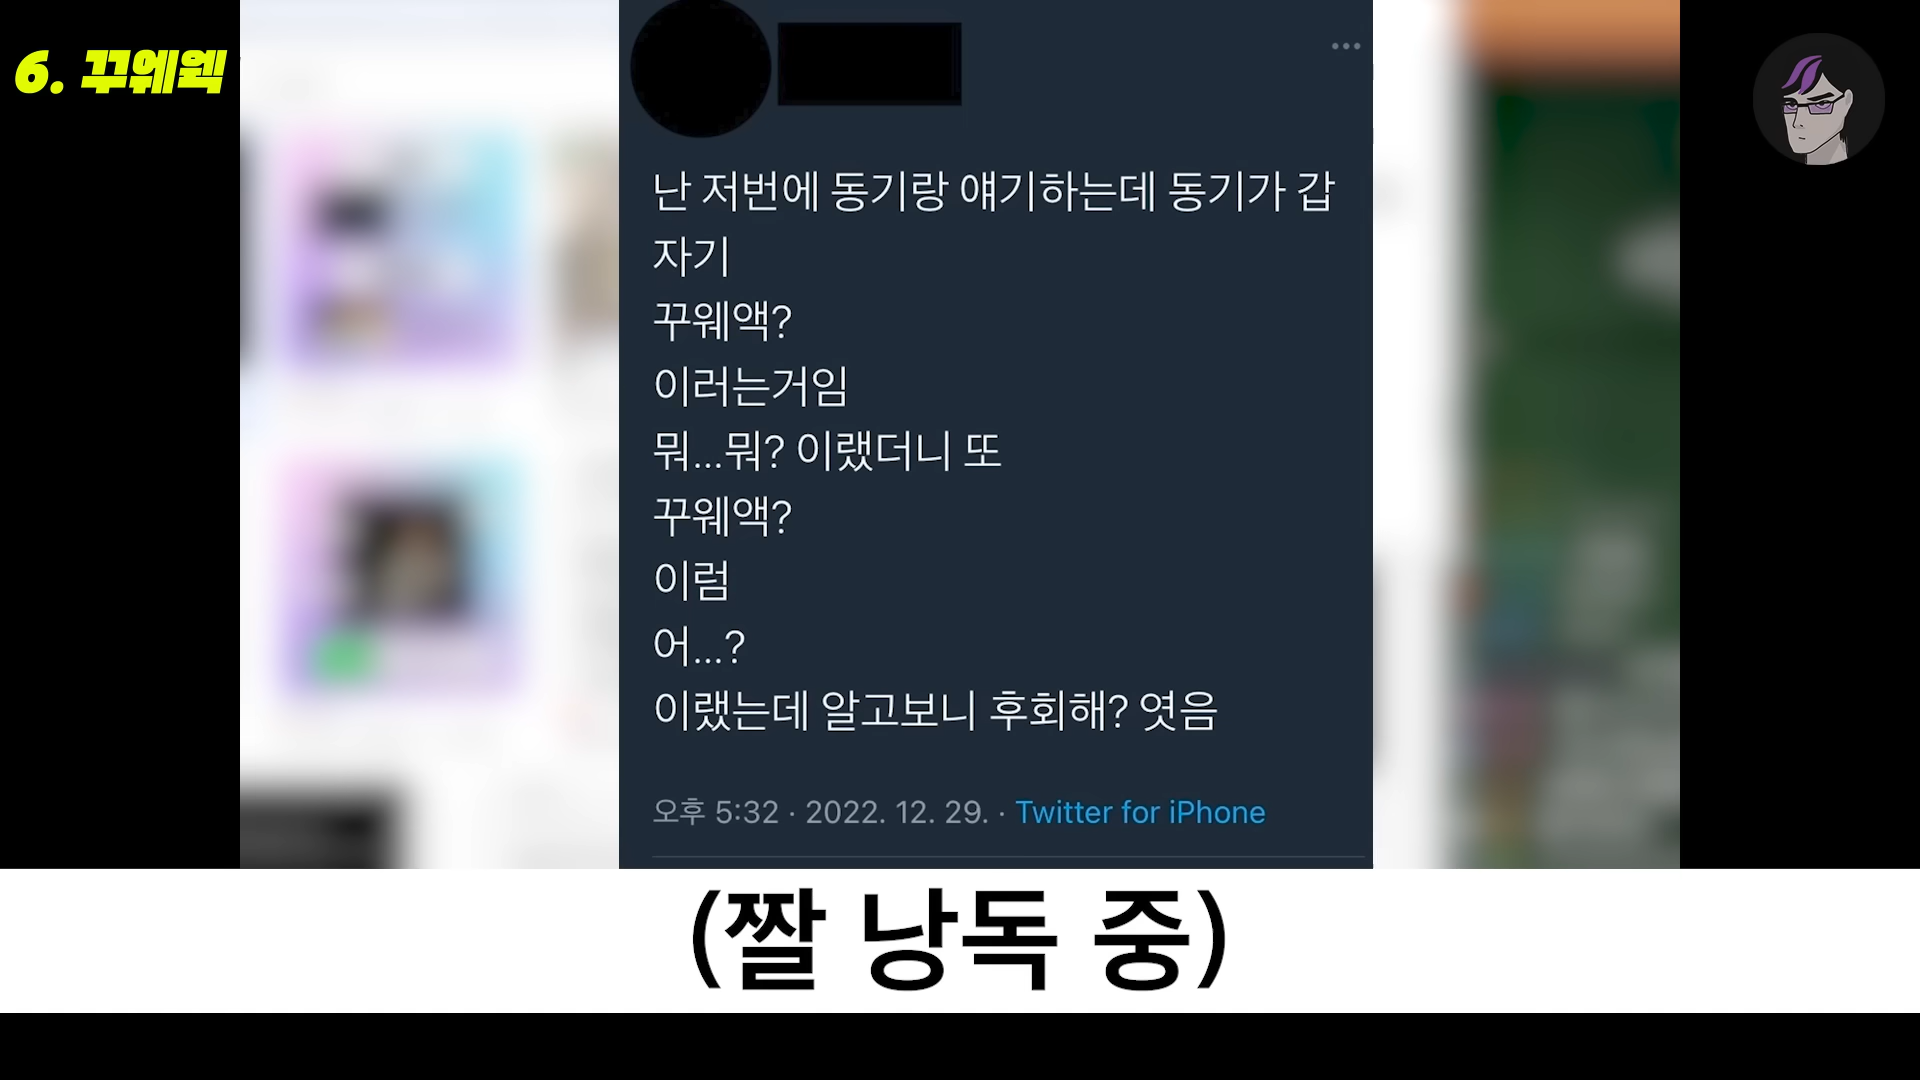 6. 꾸웨웩
난 저번에 동기랑 얘기하는데 동기가 갑
자기
꾸웨액?
이러는거임
뭐...뭐? 이랬더니 또
꾸웨액?
이럼
어...?
이랬는데 알고보니 후회해? 엿음
오후 5:32 · 2022. 12. 29. · Twitter for iPhone
(짤 낭독 중)